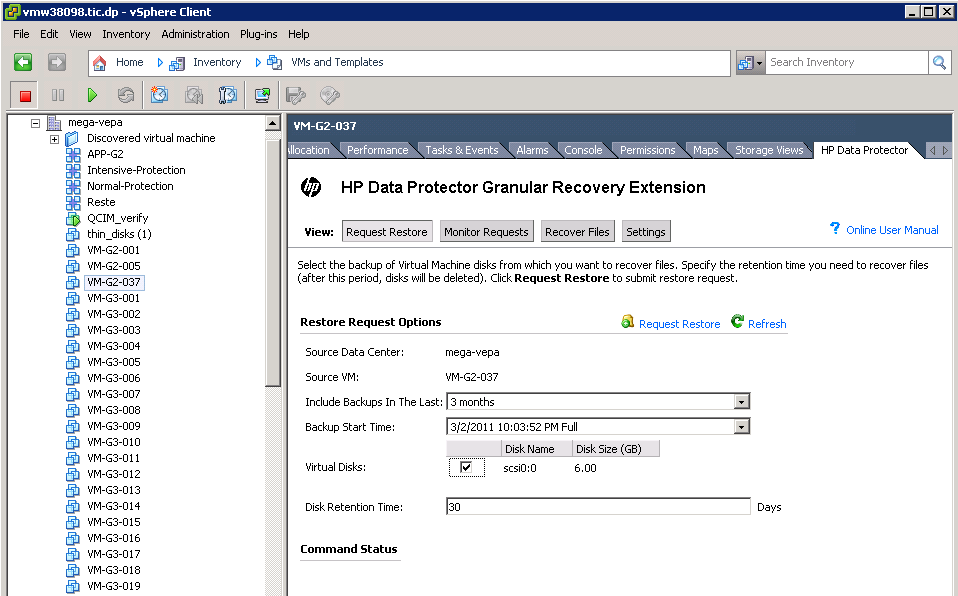 vmw38098.tic.dp - vSphere Client
File Edit View Inventory Administration Plug-ins Help
Home Inventory VMs and Templates Search Inventory
mega-vepa
Discovered virtual machine
APP-G2
Intensive-Protection
Normal-Protection
Reste
QCIM_verify
thin_disks (1)
VM-G2-001
VM-G2-005
VM-G2-037
VM-G3-001
VM-G3-002
VM-G3-003
VM-G3-004
VM-G3-005
VM-G3-006
VM-G3-007
VM-G3-008
VM-G3-009
VM-G3-010
VM-G3-011
VM-G3-012
VM-G3-013
VM-G3-014
VM-G3-015
VM-G3-016
VM-G3-017
VM-G3-018
VM-G3-019
VM-G2-037
llocation Performance Tasks & Events Alarms Console Permissions Maps Storage Views HP Data Protector
hp HP Data Protector Granular Recovery Extension
View: Request Restore Monitor Requests Recover Files Settings ? Online User Manual
Select the backup of Virtual Machine disks from which you want to recover files. Specify the retention time you need to recover files
(after this period, disks will be deleted). Click Request Restore to submit restore request.
Restore Request Options Request Restore Refresh
Source Data Center: mega-vepa
Source VM: VM-G2-037
Include Backups In The Last: 3 months
Backup Start Time: 3/2/2011 10:03:52 PM Full
Disk Name Disk Size (GB)
Virtual Disks: scsi0:0 6.00
Disk Retention Time: 30 Days
Command Status